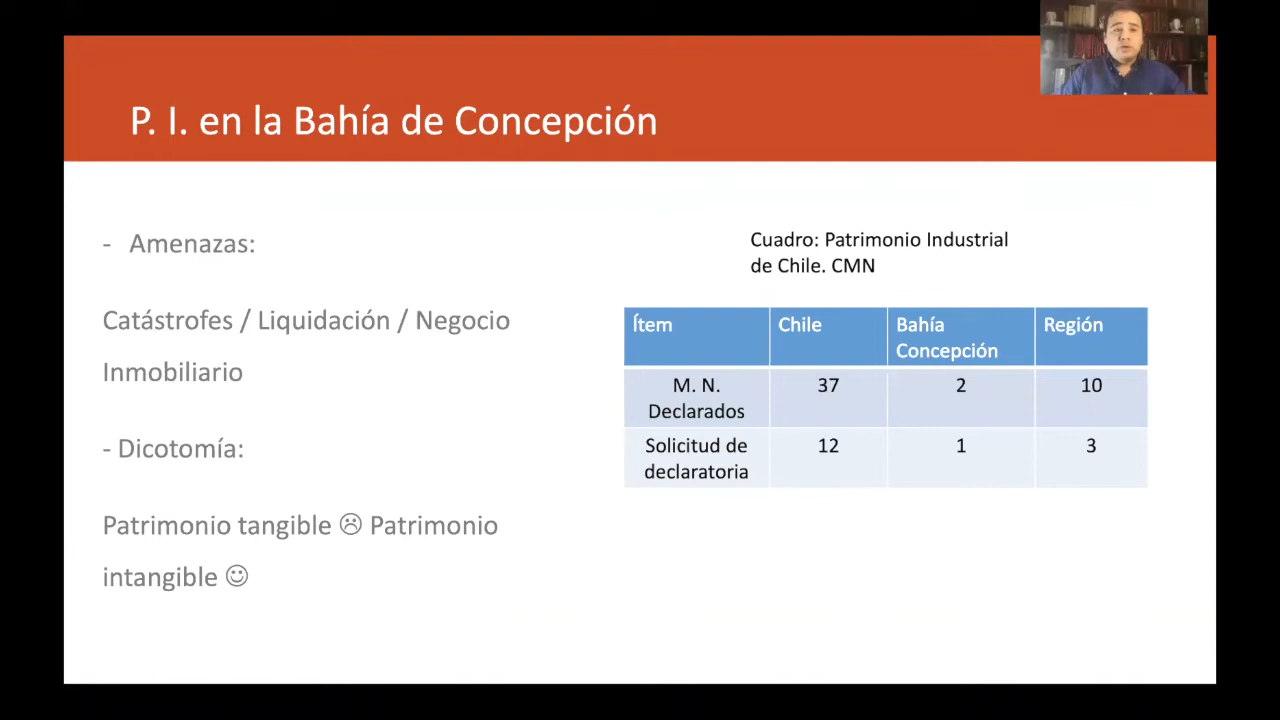 P. I. en la Bahía de Concepción
- Amenazas:
Catástrofes / Liquidación / Negocio
Inmobiliario
- Dicotomía:
Patrimonio tangible ☹ Patrimonio
intangible ☺
Cuadro: Patrimonio Industrial
de Chile. CMN
Ítem Chile Bahía Concepción Región
M. N. Declarados 37 2 10
Solicitud de declaratoria 12 1 3